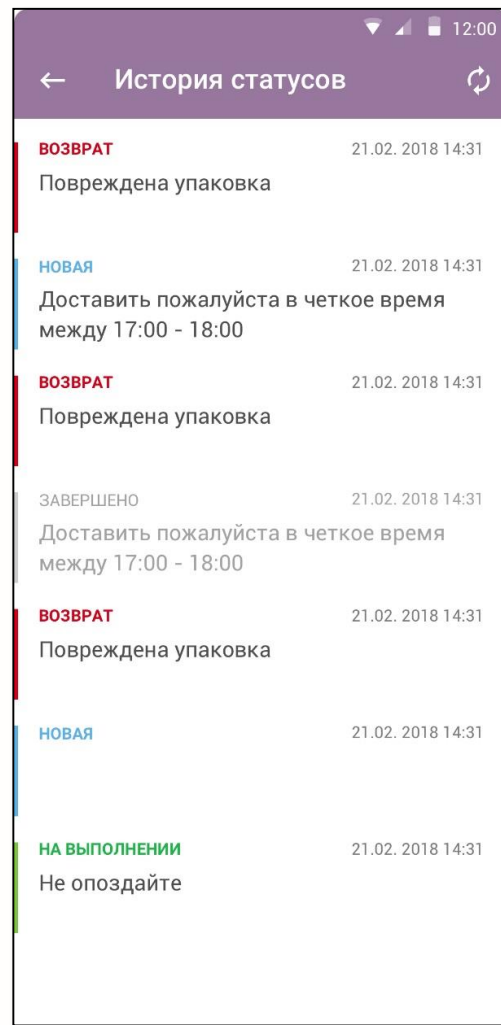 12:00
История статусов
ВОЗВРАТ 21.02. 2018 14:31
Повреждена упаковка
НОВАЯ 21.02. 2018 14:31
Доставить пожалуйста в четкое время
между 17:00 - 18:00
ВОЗВРАТ 21.02. 2018 14:31
Повреждена упаковка
ЗАВЕРШЕНО 21.02. 2018 14:31
Доставить пожалуйста в четкое время
между 17:00 - 18:00
ВОЗВРАТ 21.02. 2018 14:31
Повреждена упаковка
НОВАЯ 21.02. 2018 14:31
НА ВЫПОЛНЕНИИ 21.02. 2018 14:31
Не опоздайте